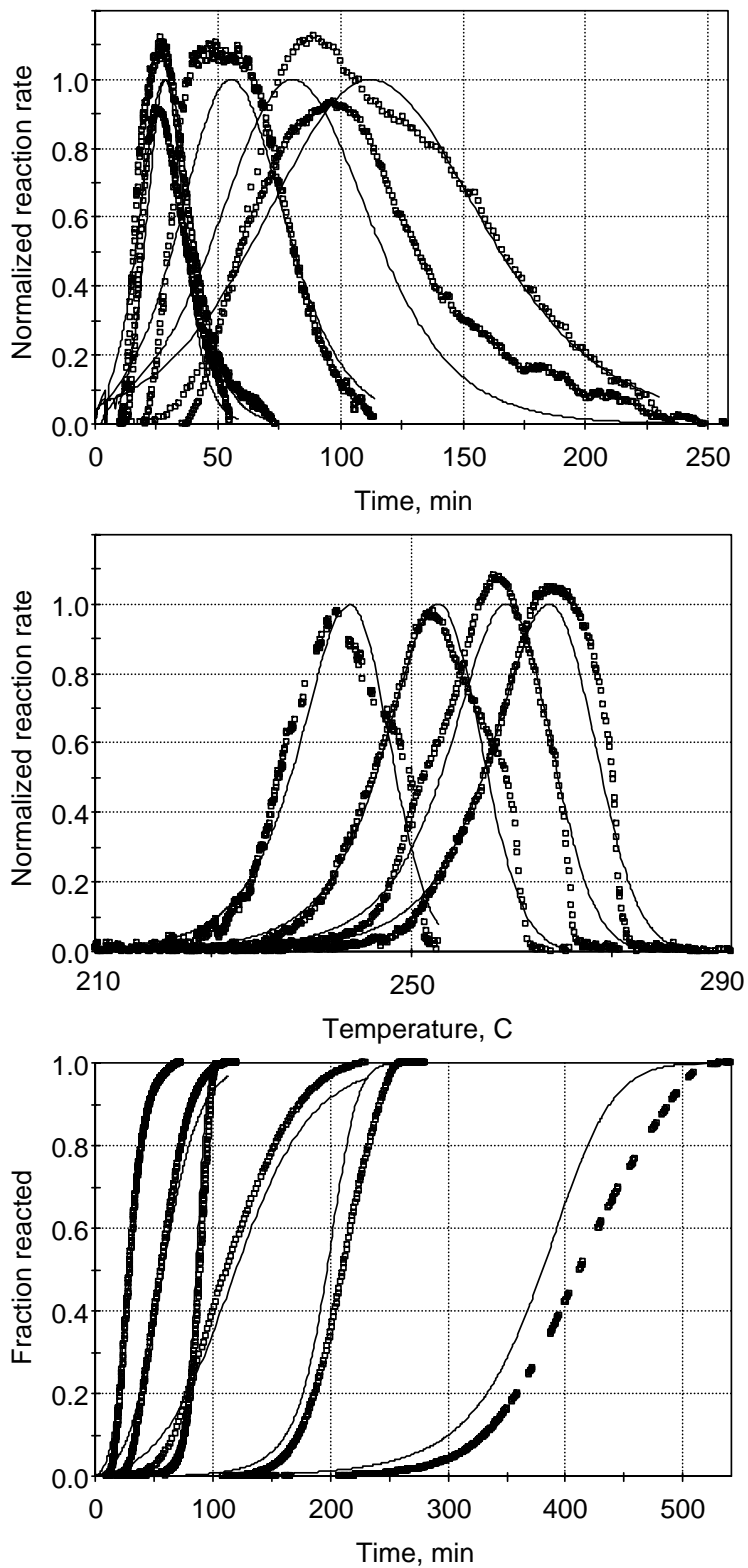 Normalized reaction rate
1.0
0.8
0.6
0.4
0.2
0.0
0 50 100 150 200 250
Time, min
Normalized reaction rate
1.0
0.8
0.6
0.4
0.2
0.0
210 250 290
Temperature, C
Fraction reacted
1.0
0.8
0.6
0.4
0.2
0.0
0 100 200 300 400 500
Time, min